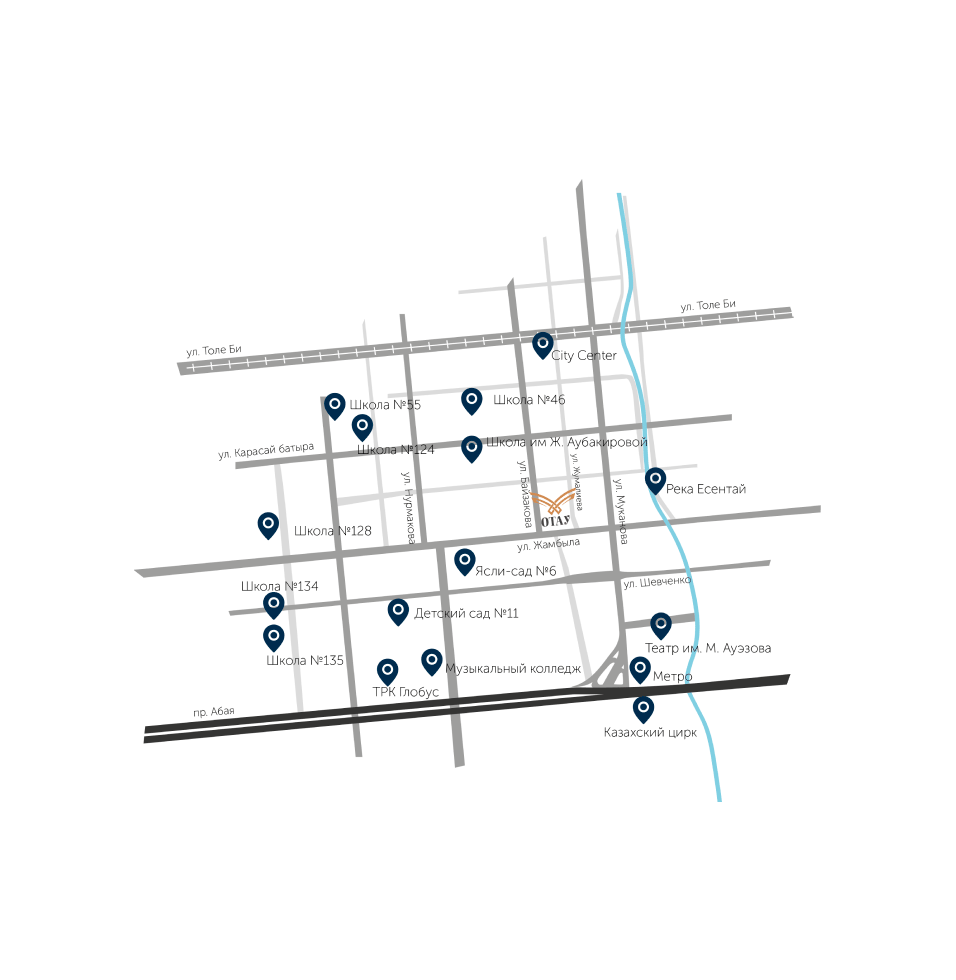 ул. Толе Би
ул. Толе Би
City Center
Школа №55
Школа №46
Школа №124
Школа им Ж. Аубакировой
ул. Карасай батыра
ул. Нурмакова
ул. Байзакова
ул. Жумалиева
ул. Муканова
Река Есентай
ОТАУ
Школа №128
ул. Жамбыла
Ясли-сад №6
ул. Шевченко
Школа №134
Детский сад №11
Театр им. М. Ауэзова
Школа №135
Музыкальный колледж
Метро
ТРК Глобус
пр. Абая
Казахский цирк